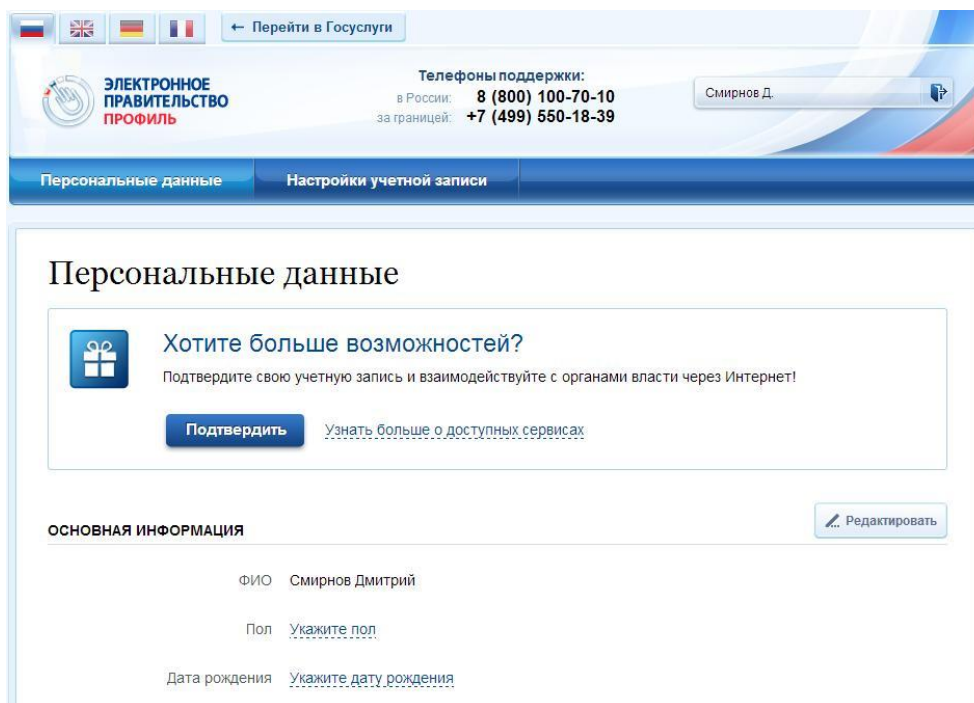 ← Перейти в Госуслуги
ЭЛЕКТРОННОЕ
ПРАВИТЕЛЬСТВО
ПРОФИЛЬ
Телефоны поддержки:
в России: 8 (800) 100-70-10
за границей: +7 (499) 550-18-39
Смирнов Д.
Персональные данные
Настройки учетной записи
Персональные данные
Хотите больше возможностей?
Подтвердите свою учетную запись и взаимодействуйте с органами власти через Интернет!
Подтвердить
Узнать больше о доступных сервисах
ОСНОВНАЯ ИНФОРМАЦИЯ
Редактировать
ФИО Смирнов Дмитрий
Пол Укажите пол
Дата рождения Укажите дату рождения